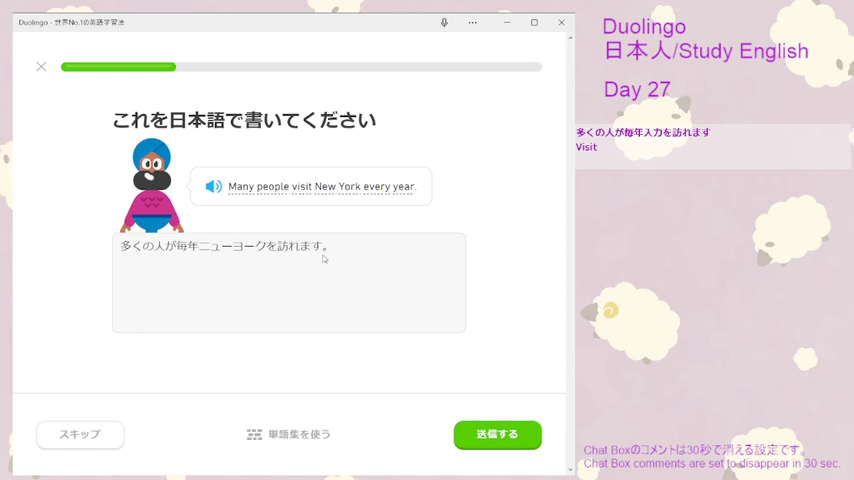 Duolingo - 世界No.1の英語学習法
これを日本語で書いてください
Many people visit New York every year.
多くの人が毎年ニューヨークを訪れます。
スキップ
単語集を使う
送信する
Duolingo
日本人/Study English
Day 27
多くの人が毎年入力を訪れます
Visit
Chat Boxのコメントは30秒で消える設定です
Chat Box comments are set to disappear in 30 sec.